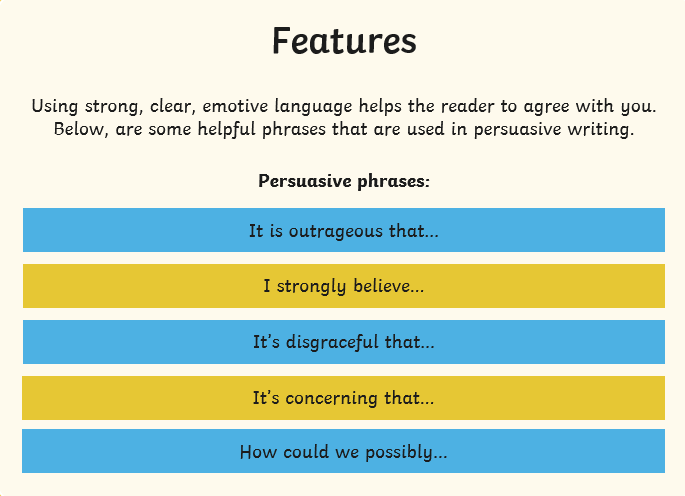 Features
Using strong, clear, emotive language helps the reader to agree with you.
Below, are some helpful phrases that are used in persuasive writing.
Persuasive phrases:
It is outrageous that...
I strongly believe...
It's disgraceful that...
It's concerning that...
How could we possibly...